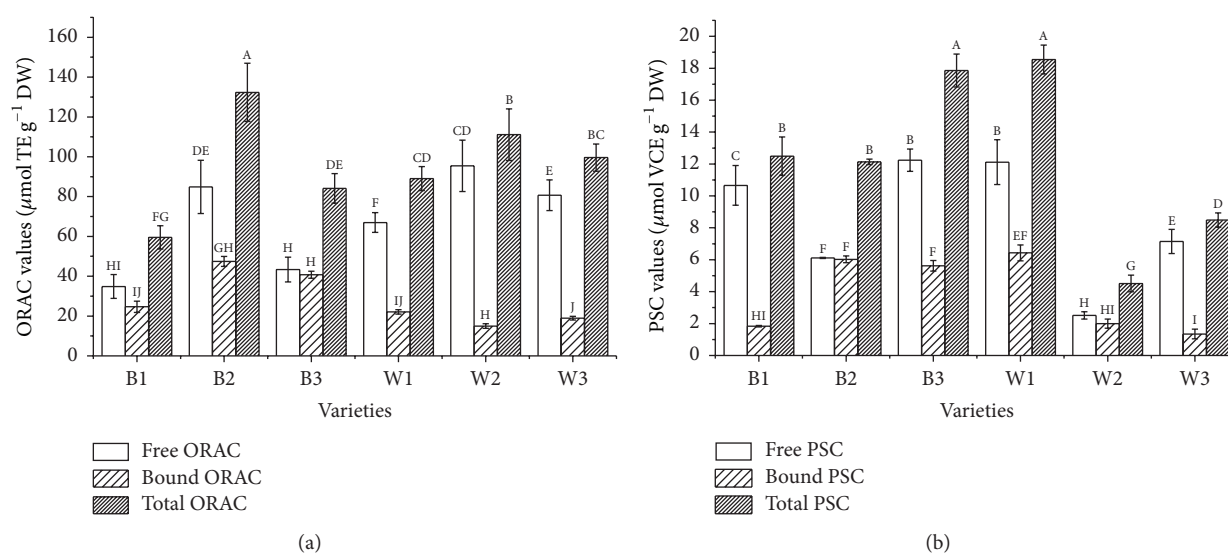 ORAC values (μmol TE g−1 DW)
160
140
120
100
80
60
40
20
0
HI
IJ
FG
DE
GH
A
H
H
DE
F
IJ
CD
CD
H
B
E
J
BC
B1 B2 B3 W1 W2 W3
Varieties
Free ORAC
Bound ORAC
Total ORAC
(a)
PSC values (μmol VCE g−1 DW)
20
18
16
14
12
10
8
6
4
2
0
C
HI
B
F
F
B
B
F
A
B
EF
A
H
HI
G
E
I
D
B1 B2 B3 W1 W2 W3
Varieties
Free PSC
Bound PSC
Total PSC
(b)